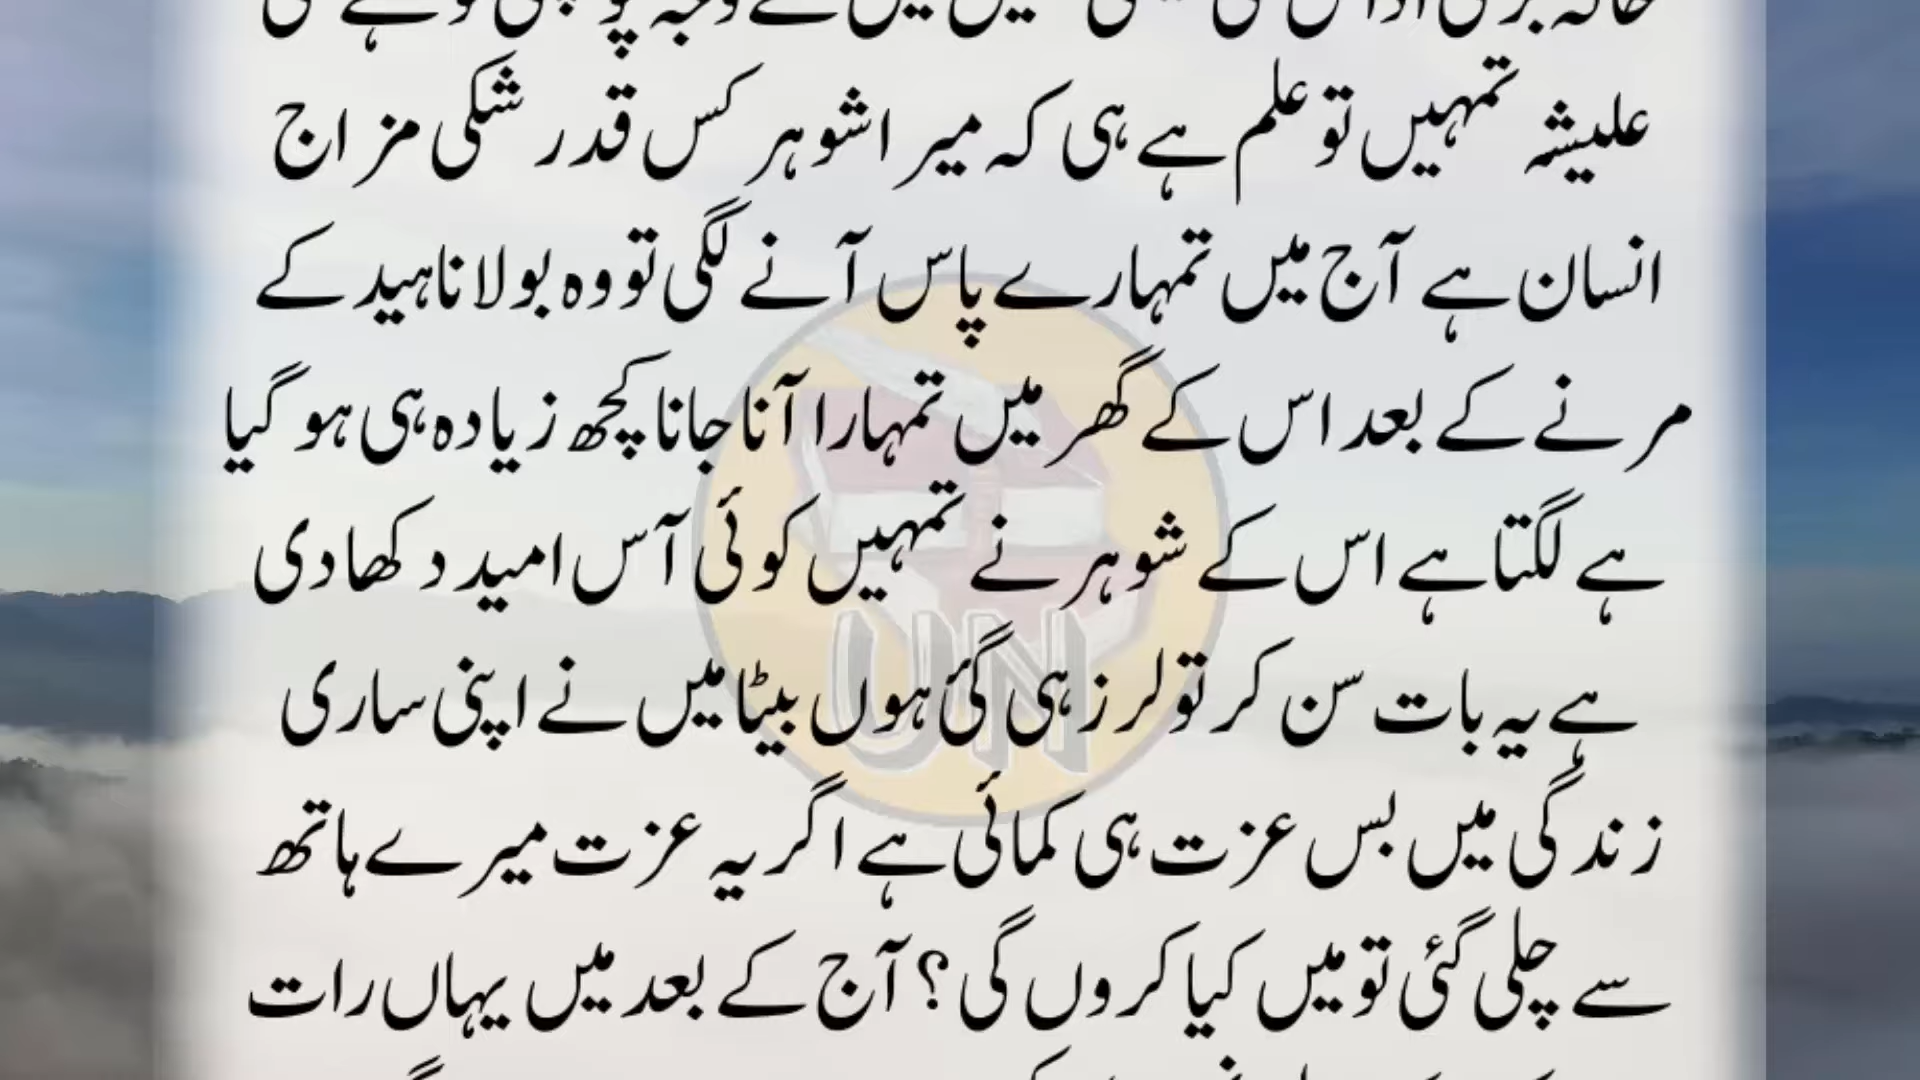 علیشہ تمہیں تو علم ہے ہی کہ میرا شوہر کس قدر شکی مزاج
انسان ہے آج میں تمہارے پاس آنے لگی تو وہ بولا ناہید کے
مرنے کے بعد اس کے گھر میں تمہارا آنا جانا کچھ زیادہ ہی ہو گیا
ہے لگتا ہے اس کے شوہر نے تمہیں کوئی آس امید دکھا دی
ہے یہ بات سن کر تو لرز ہی گئ ہوں بیٹا میں نے اپنی ساری
زندگی میں بس عزت ہی کمائی ہے اگر یہ عزت میرے ہاتھ
سے چلی گئی تو میں کیا کروں گی؟ آج کے بعد میں یہاں رات
UN